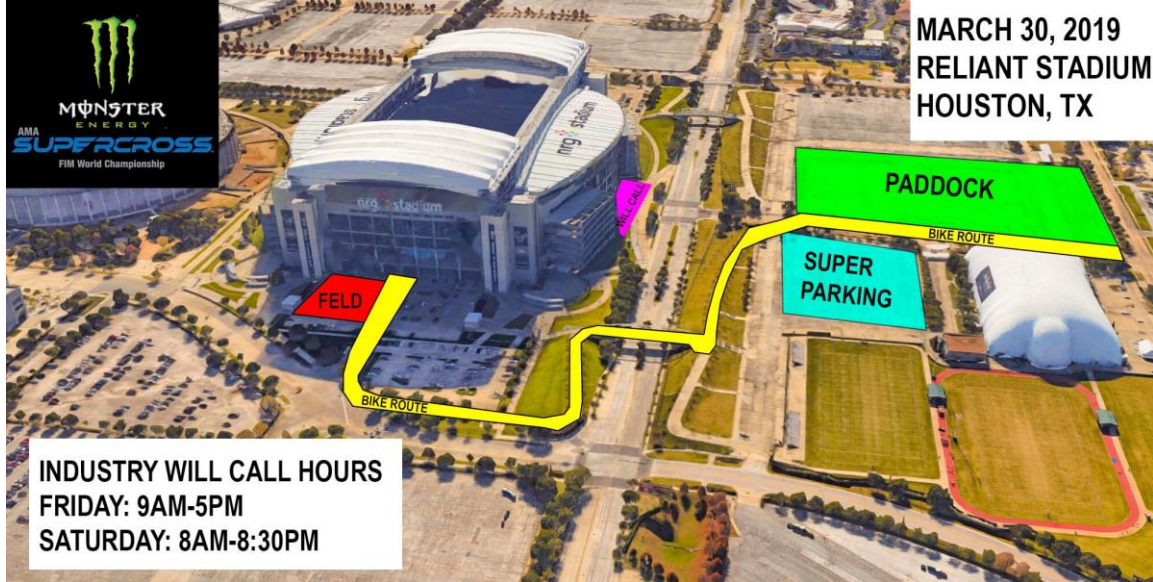 MONSTER
ENERGY
AMA
SUPERCROSS
FIM World Championship
MARCH 30, 2019
RELIANT STADIUM
HOUSTON, TX
nrg stadium
nrg stadium
nrg stadium
WILL CALL
PADDOCK
BIKE ROUTE
SUPER
PARKING
FELD
BIKE ROUTE
INDUSTRY WILL CALL HOURS
FRIDAY: 9AM-5PM
SATURDAY: 8AM-8:30PM